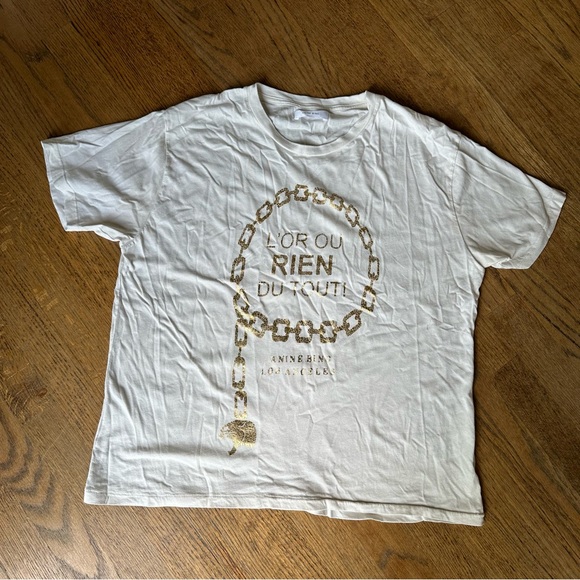 L'OR OU
RIEN
DU TOUT!
ANINE BING
LOS ANGELES